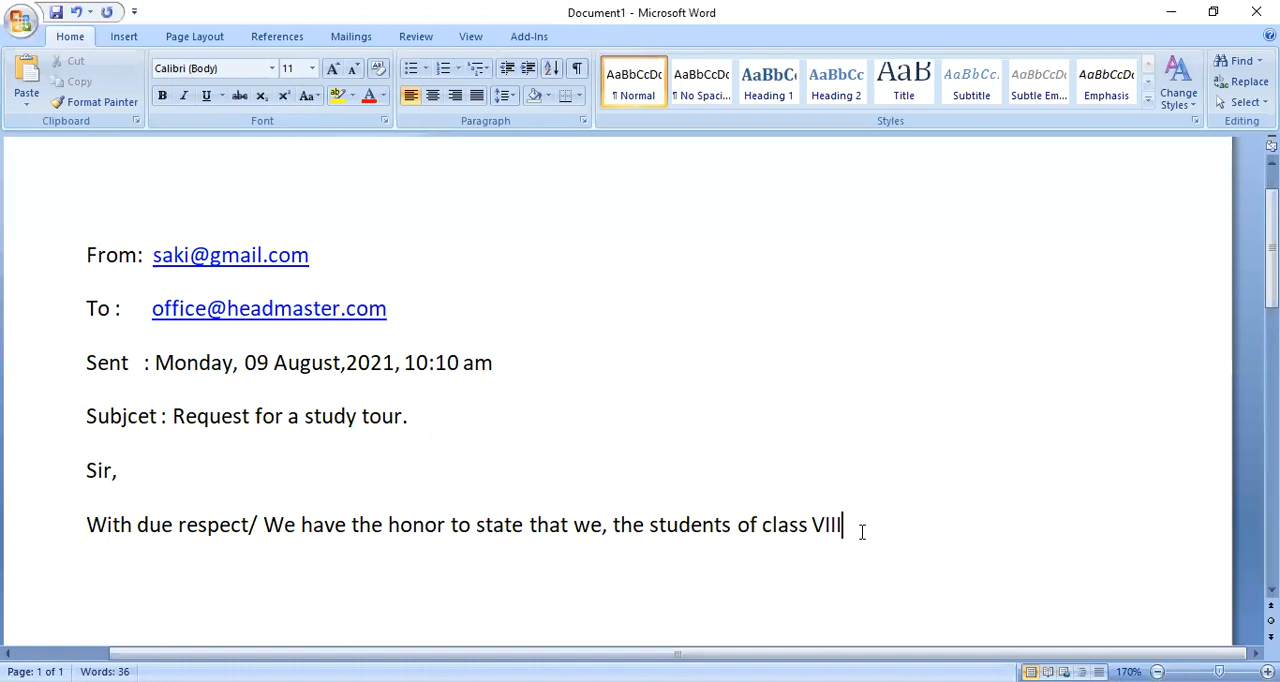 Document1 - Microsoft Word
Home Insert Page Layout References Mailings Review View Add-Ins
Paste Cut Copy Format Painter
Calibri (Body) 11
AaBbCcDc AaBbCcDc AaBbC AaBbCc AaB AaBbCc. AaBbCcDc AaBbCcDc
¶ Normal ¶ No Spaci... Heading 1 Heading 2 Title Subtitle Subtle Em... Emphasis
Change Styles
Find Replace Select
Clipboard Font Paragraph Styles Editing
From: saki@gmail.com
To : office@headmaster.com
Sent : Monday, 09 August,2021, 10:10 am
Subjcet : Request for a study tour.
Sir,
With due respect/ We have the honor to state that we, the students of class VIII
Page: 1 of 1 Words: 36 170%